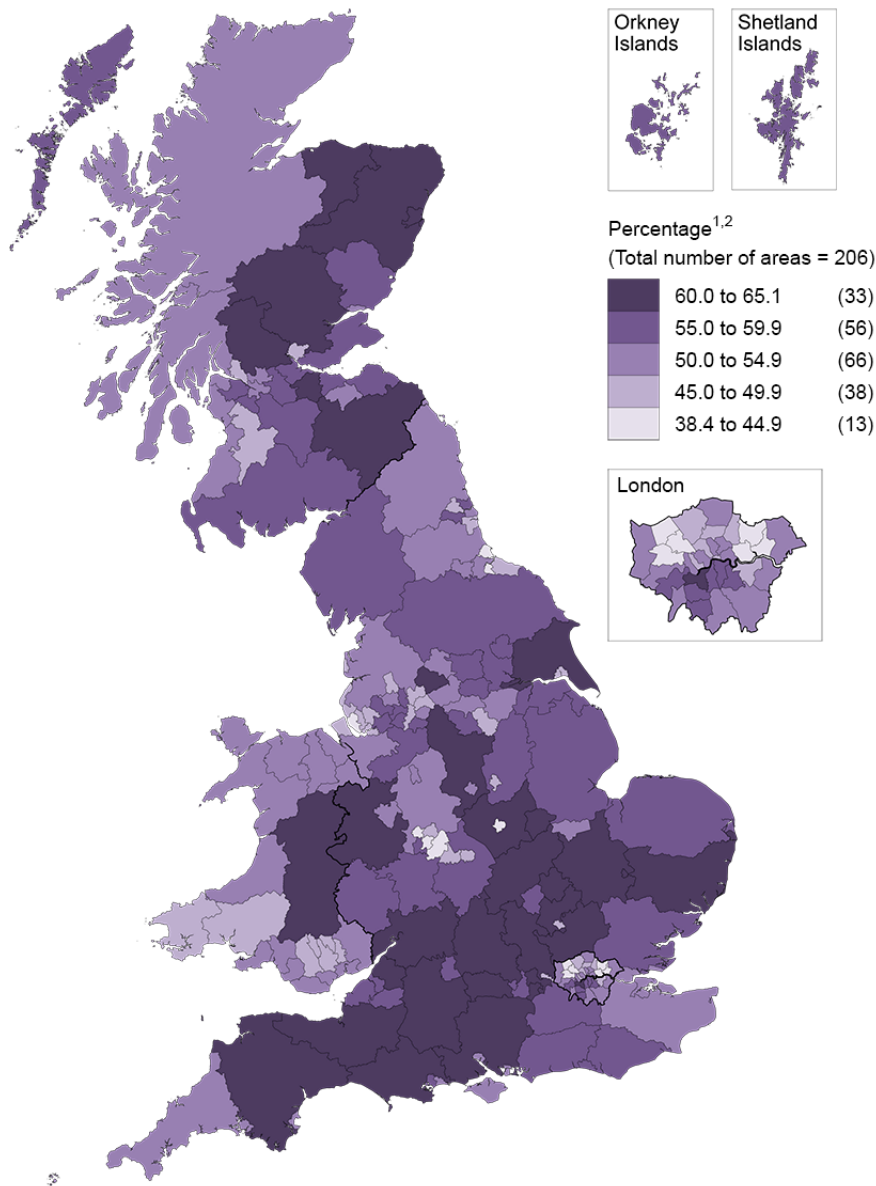 Orkney
Islands
Shetland
Islands
Percentage1,2
(Total number of areas = 206)
60.0 to 65.1 (33)
55.0 to 59.9 (56)
50.0 to 54.9 (66)
45.0 to 49.9 (38)
38.4 to 44.9 (13)
London